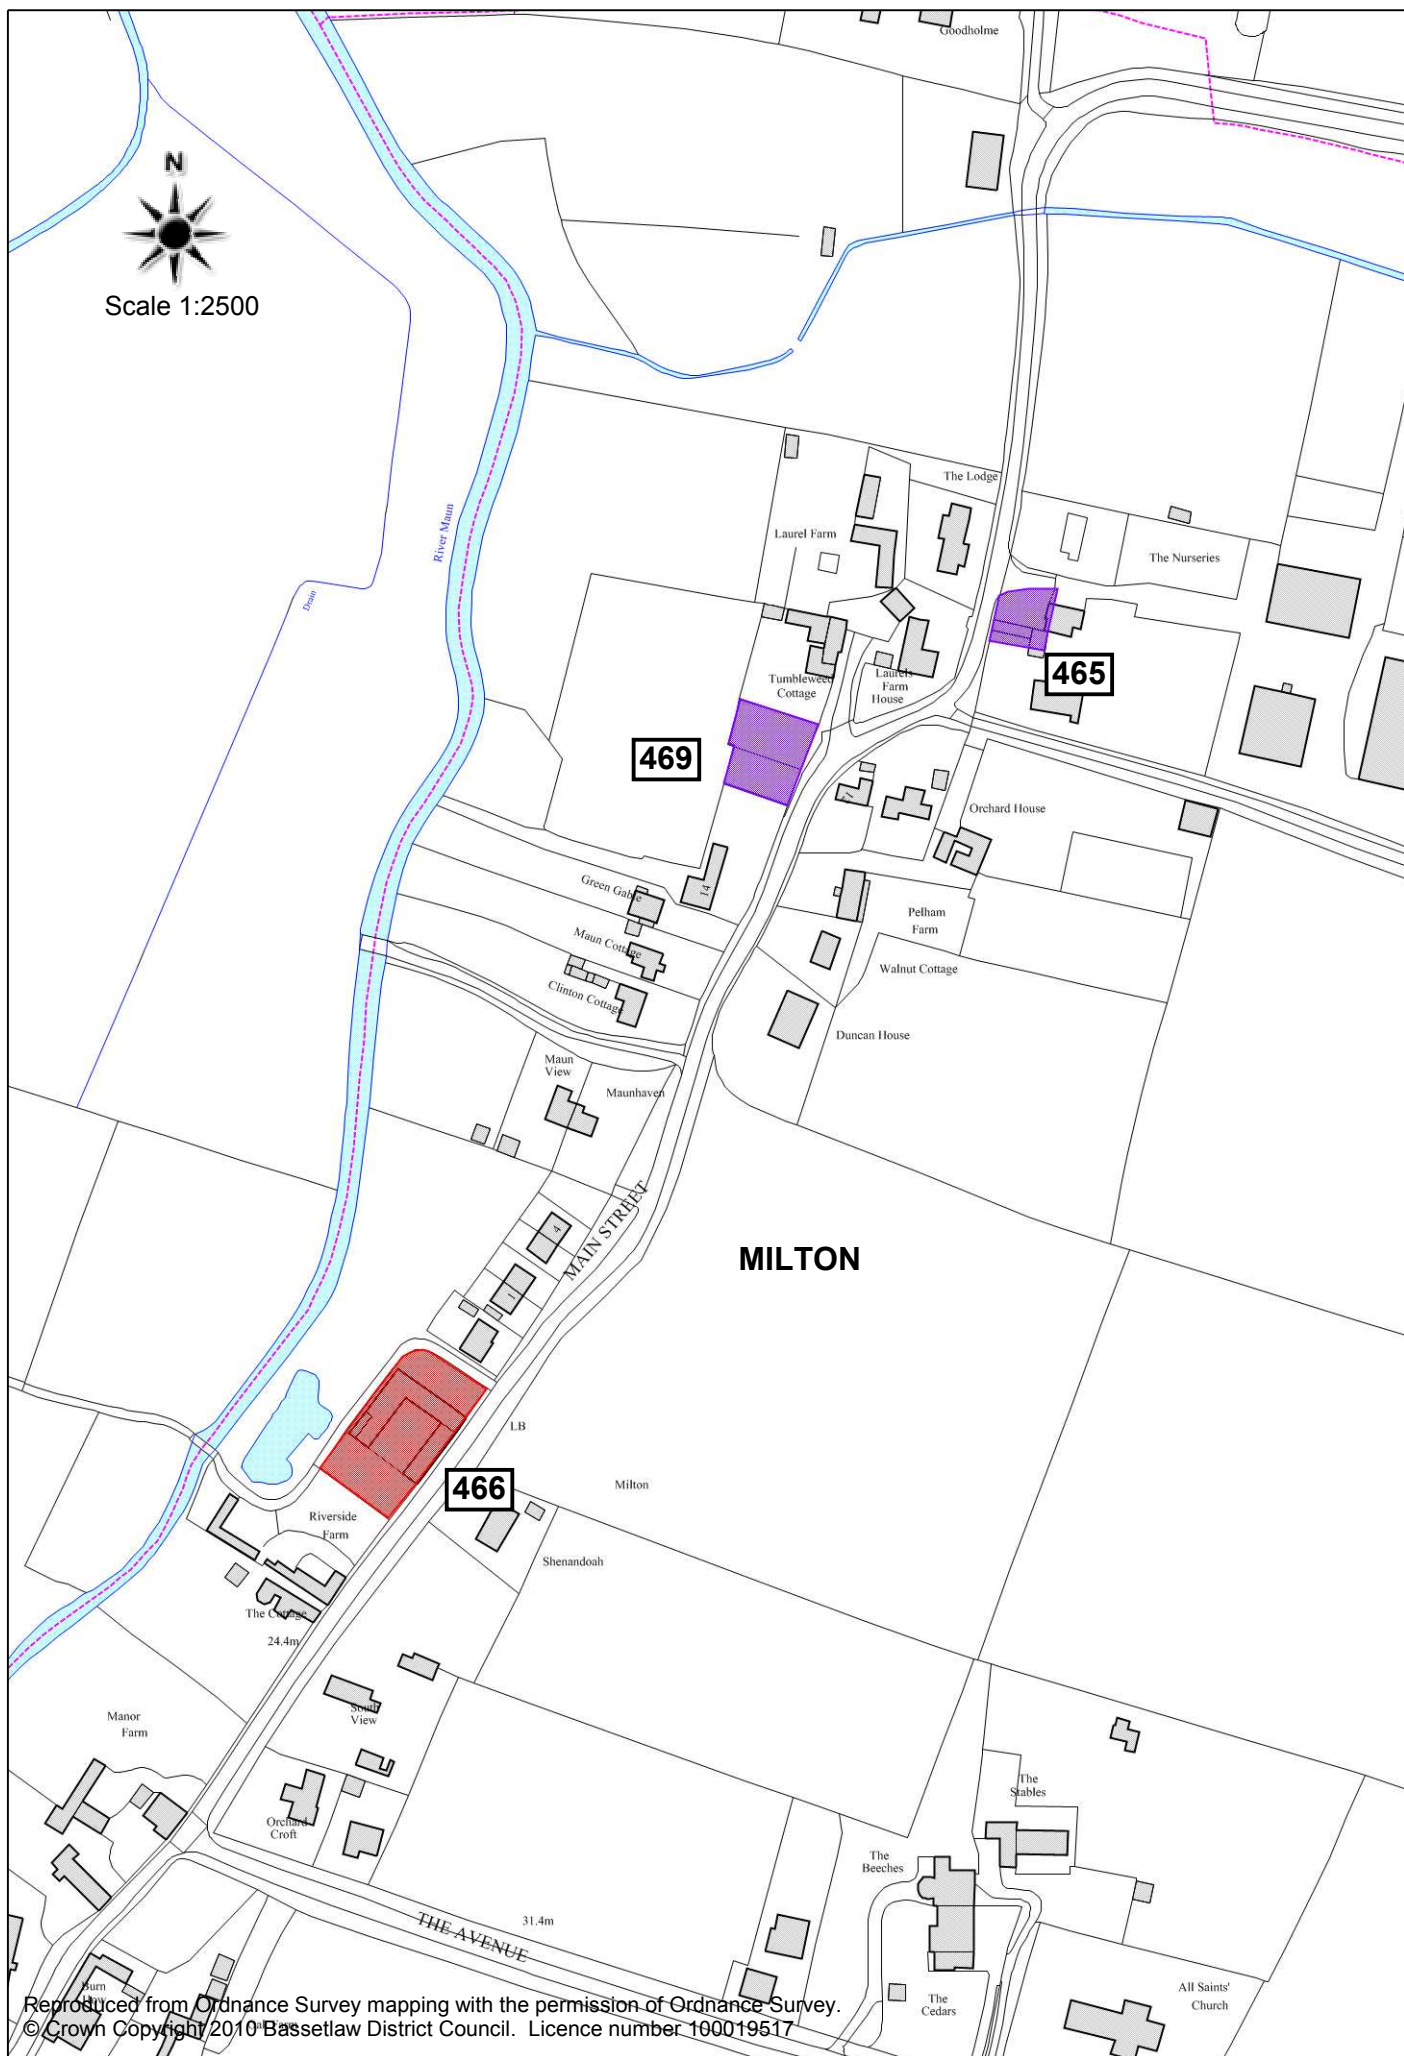 Goodholme
N
Scale 1:2500
The Lodge
River Maun
Laurel Farm
The Nurseries
Drain
465
Tumbleweed
Cottage
Laurels
Farm
House
469
Orchard House
14
Green Gable
Pelham
Farm
Maun Cottage
Walnut Cottage
Clinton Cottage
Duncan House
Maun
View
Maunhaven
MAIN STREET
4
MILTON
1
LB
466
Milton
Riverside
Farm
Shenandoah
The Cottage
24.4m
South
View
Manor
Farm
The
Stables
Orchard
Croft
The
Beeches
THE AVENUE
31.4m
All Saints'
Church
The
Cedars
Burn
How
Reproduced from Ordnance Survey mapping with the permission of Ordnance Survey.
© Crown Copyright 2010 Bassetlaw District Council. Licence number 100019517